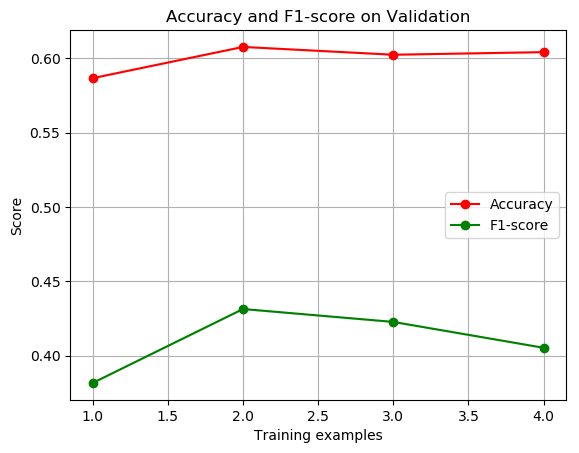 Accuracy and F1-score on Validation
0.60
0.55
0.50
0.45
0.40
Score
Accuracy
F1-score
1.0 1.5 2.0 2.5 3.0 3.5 4.0
Training examples